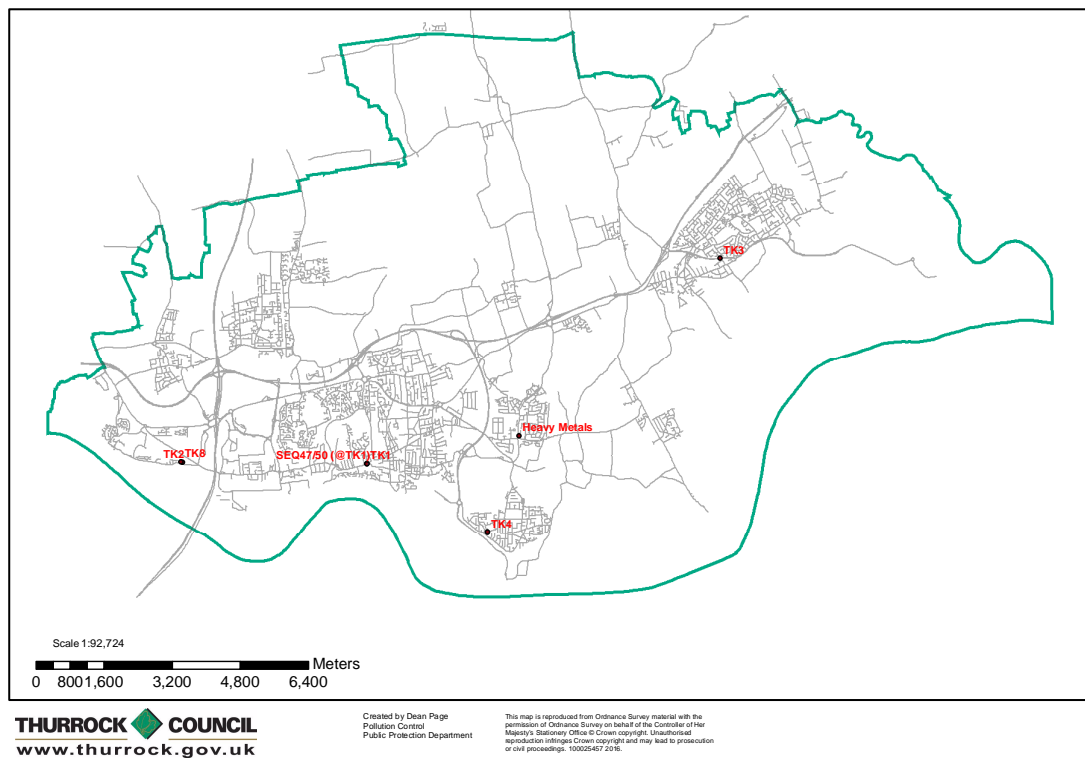 TK3
Heavy Metals
TK2TK8
SEQ47/50 (@TK1)TK1
TK4
Scale 1:92,724
Meters
0 8001,600 3,200 4,800 6,400
THURROCK COUNCIL
www.thurrock.gov.uk
Created by Dean Page
Pollution Control
Public Protection Department
This map is reproduced from Ordnance Survey material with the
permission of Ordnance Survey on behalf of the Controller of Her
Majesty's Stationery Office © Crown copyright. Unauthorised
reproduction infringes Crown copyright and may lead to prosecution
or civil proceedings. 100025457 2016.